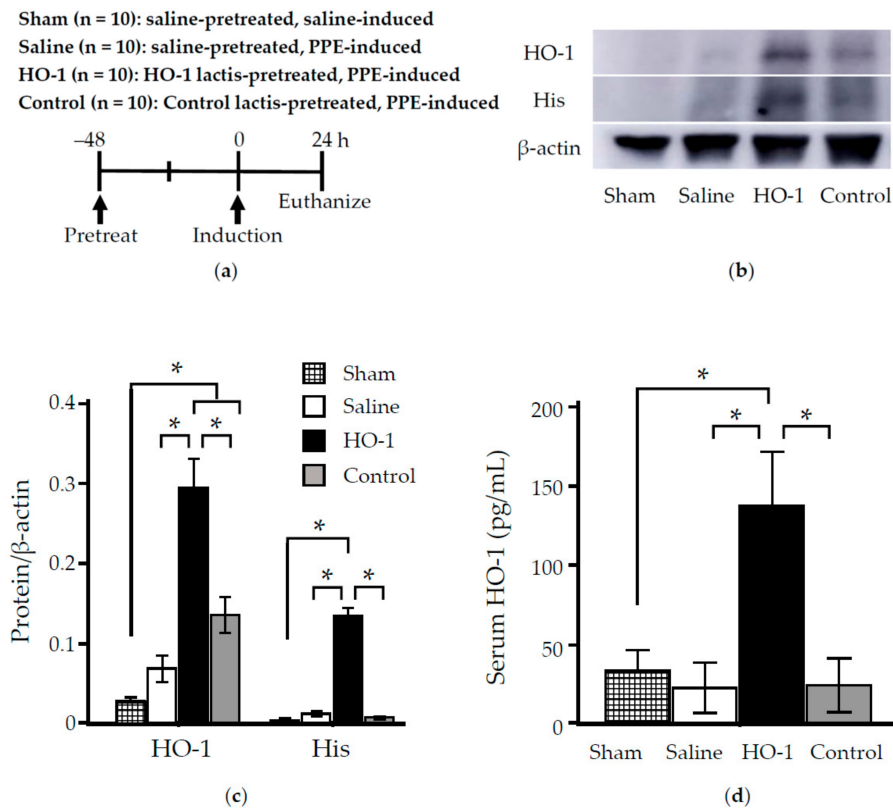 Sham (n = 10): saline-pretreated, saline-induced
Saline (n = 10): saline-pretreated, PPE-induced
HO-1 (n = 10): HO-1 lactis-pretreated, PPE-induced
Control (n = 10): Control lactis-pretreated, PPE-induced
–48 0 24 h
Euthanize
Pretreat Induction
(a)
HO-1
His
β-actin
Sham Saline HO-1 Control
(b)
* Sham
Saline
* * HO-1
Control
*
* *
Protein/β-actin
0.4
0.3
0.2
0.1
0
HO-1 His
(c)
*
* *
Serum HO-1 (pg/mL)
200
150
100
50
0
Sham Saline HO-1 Control
(d)